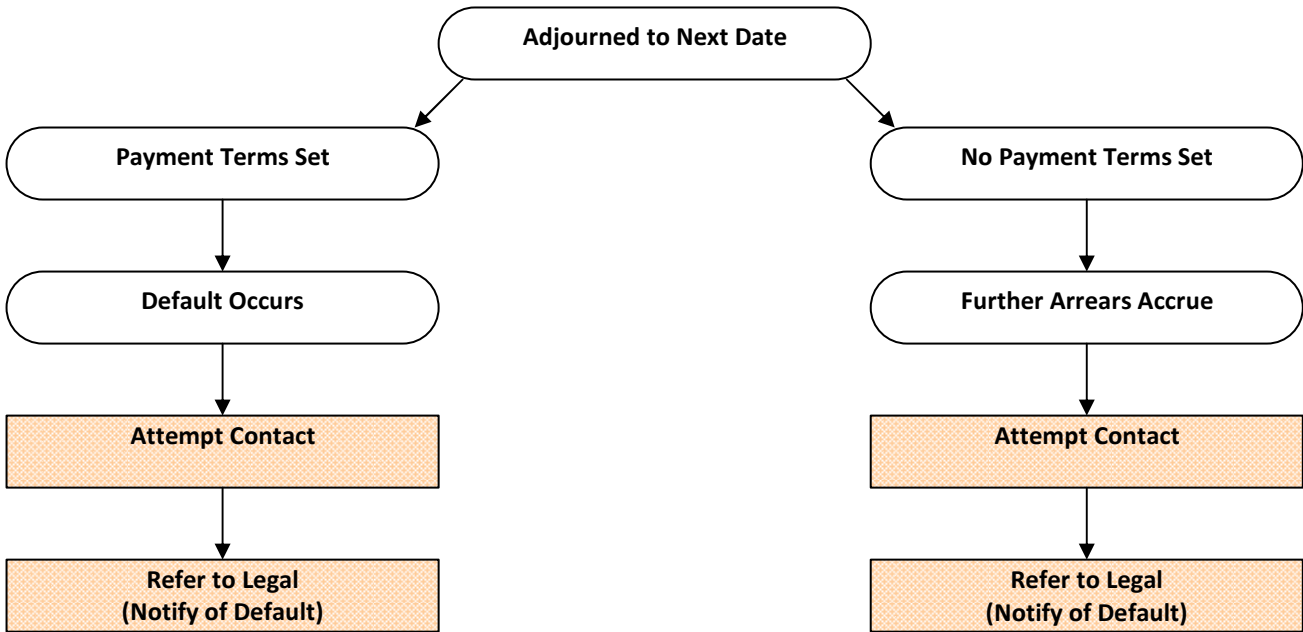 Adjourned to Next Date
Payment Terms Set
No Payment Terms Set
Default Occurs
Further Arrears Accrue
Attempt Contact
Attempt Contact
Refer to Legal
(Notify of Default)
Refer to Legal
(Notify of Default)